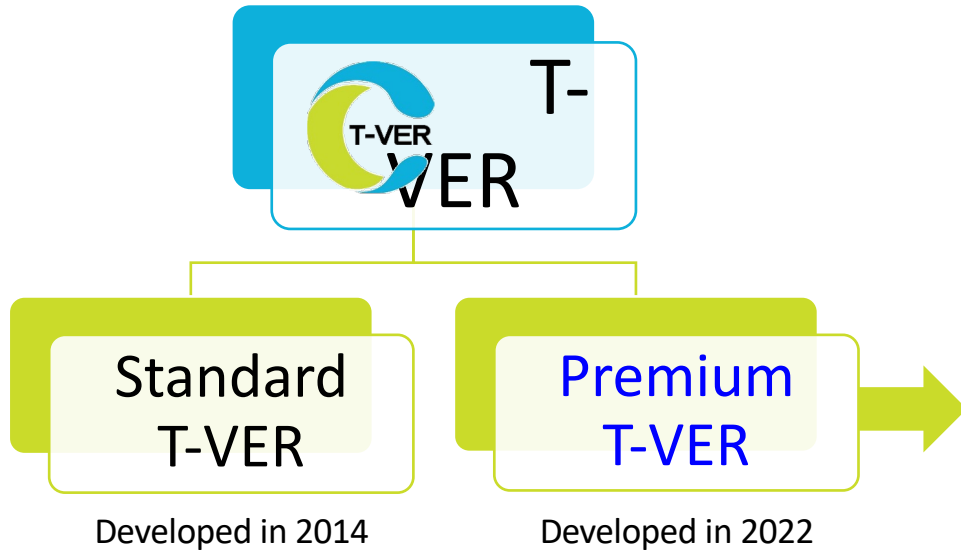 T-
T-VER
VER
Standard
T-VER
Premium
T-VER
Developed in 2014
Developed in 2022